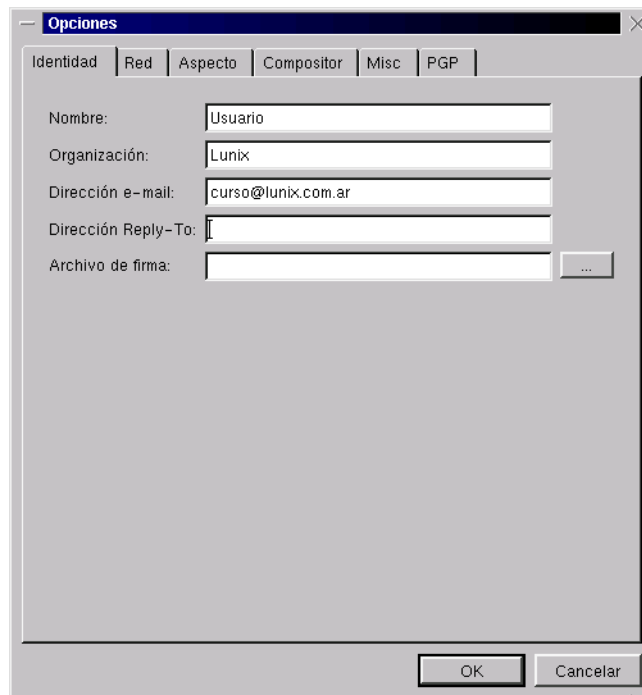 Opciones
Identidad Red Aspecto Compositor Misc PGP
Nombre: Usuario
Organización: Lunix
Dirección e-mail: curso@lunix.com.ar
Dirección Reply-To:
Archivo de firma: ...
OK Cancelar